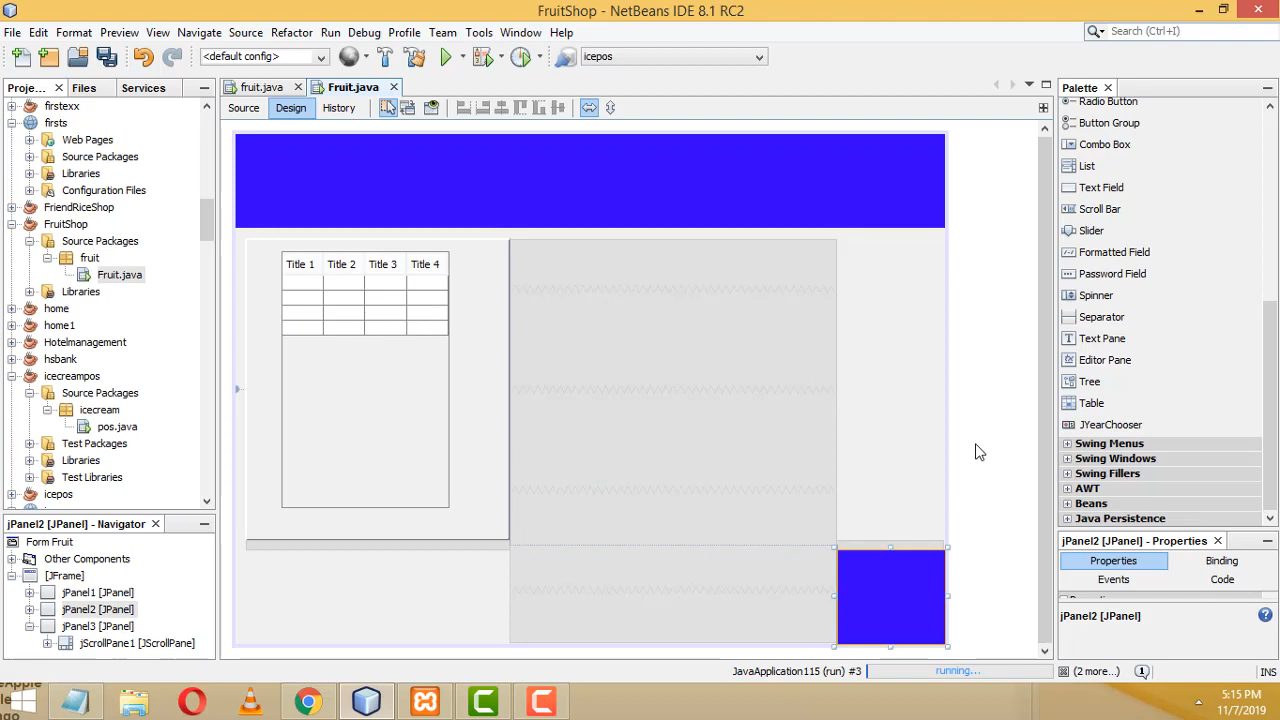 FruitShop - NetBeans IDE 8.1 RC2
File Edit Format Preview View Navigate Source Refactor Run Debug Profile Team Tools Window Help
Search (Ctrl+I)
<default config>
icepos
Proje...
Files
Services
firstexx
firsts
Web Pages
Source Packages
Libraries
Configuration Files
FriendRiceShop
FruitShop
Source Packages
fruit
Fruit.java
Libraries
home
home1
Hotelmanagement
hsbank
icecreampos
Source Packages
icecream
pos.java
Test Packages
Libraries
Test Libraries
icepos
jPanel2 [JPanel] - Navigator
Form Fruit
Other Components
[JFrame]
jPanel1 [JPanel]
jPanel2 [JPanel]
jPanel3 [JPanel]
jScrollPane1 [JScrollPane]
fruit.java
Fruit.java
Source
Design
History
Title 1 Title 2 Title 3 Title 4
Palette
Radio Button
Button Group
Combo Box
List
Text Field
Scroll Bar
Slider
Formatted Field
Password Field
Spinner
Separator
Text Pane
Editor Pane
Tree
Table
JYearChooser
Swing Menus
Swing Windows
Swing Fillers
AWT
Beans
Java Persistence
jPanel2 [JPanel] - Properties
Properties
Binding
Events
Code
jPanel2 [JPanel]
JavaApplication115 (run) #3
running...
(2 more...)
1
INS
5:15 PM
11/7/2019